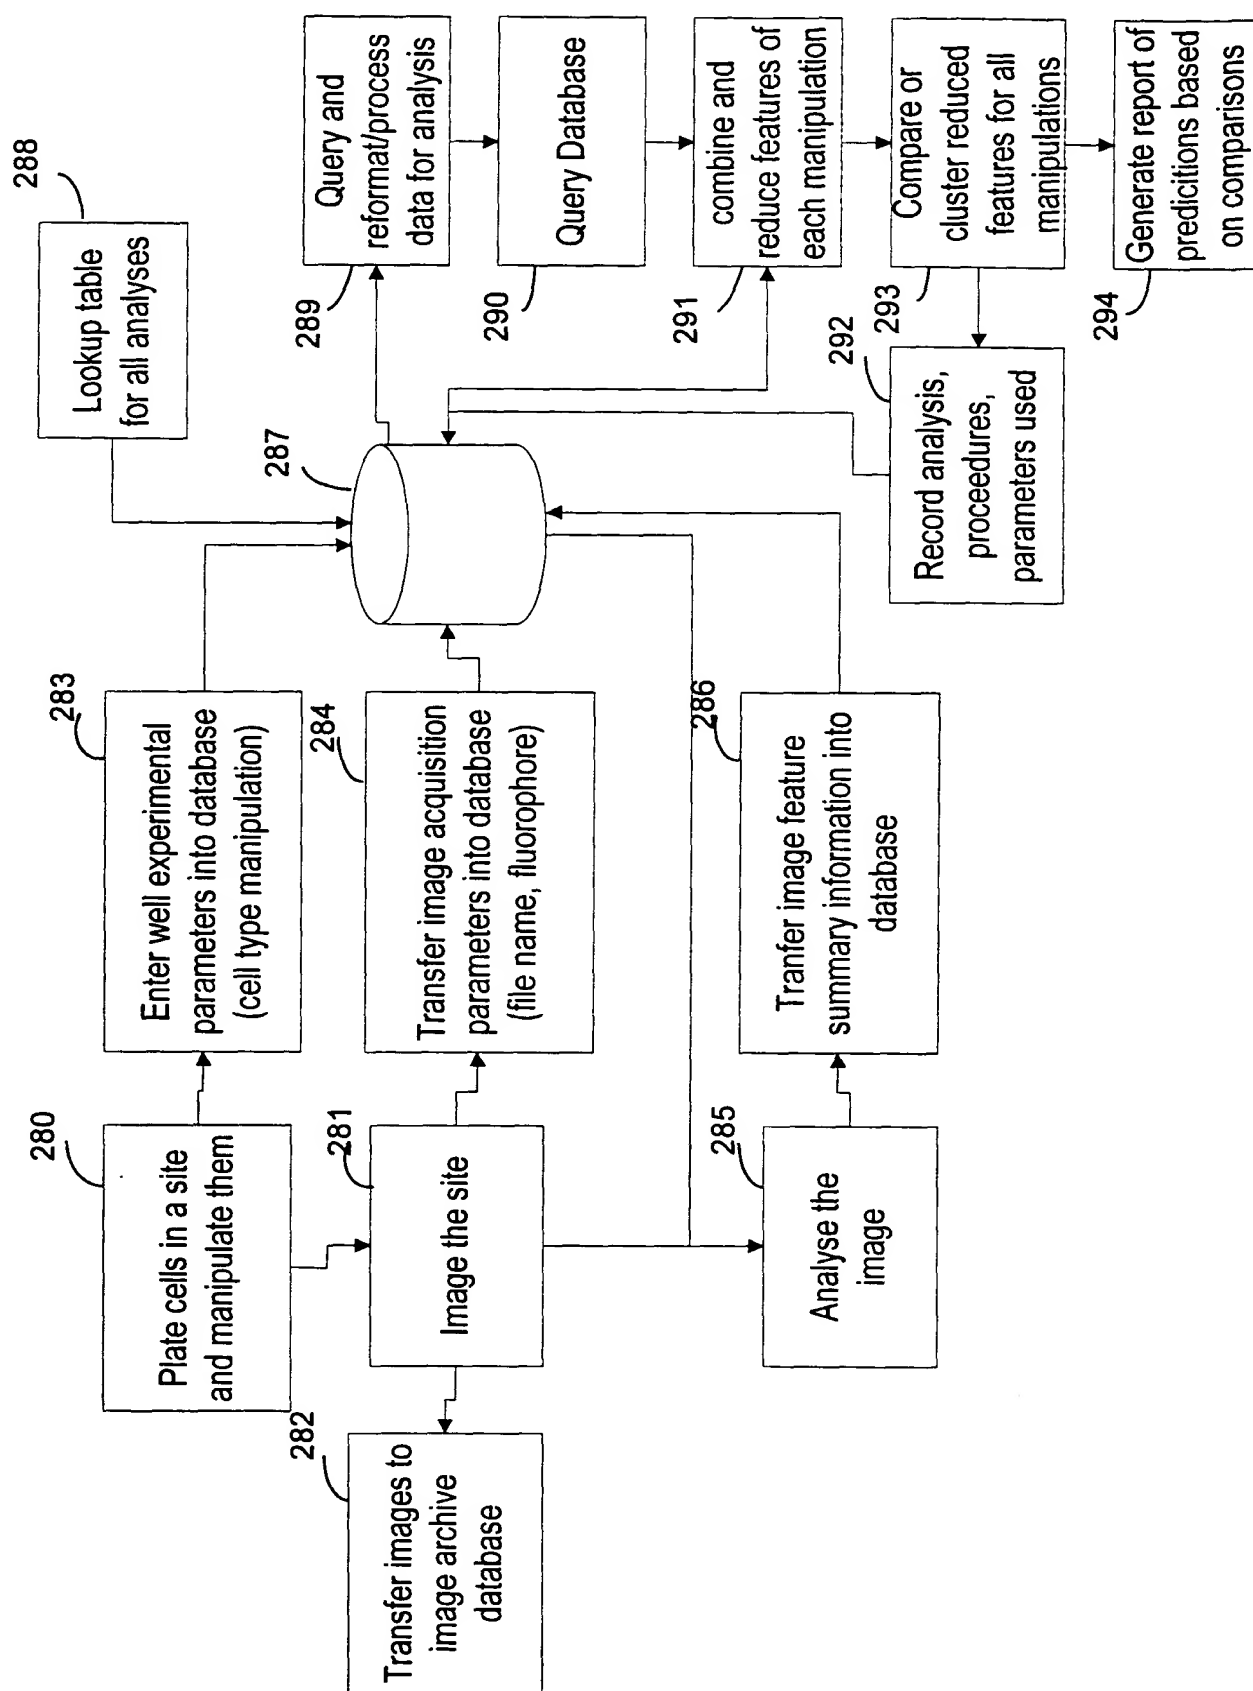 280
Plate cells in a site
and manipulate them
281
Image the site
282
Transfer images to
image archive
database
283
Enter well experimental
parameters into database
(cell type manipulation)
284
Transfer image acquisition
parameters into database
(file name, fluorophore)
285
Analyse the
image
286
Tranfer image feature
summary information into
database
287
288
Lookup table
for all analyses
289
Query and
reformat/process
data for analysis
290
Query Database
291
combine and
reduce features of
each manipulation
292
Record analysis,
proceedures,
parameters used
293
Compare or
cluster reduced
features for all
manipulations
294
Generate report of
predicitions based
on comparisons